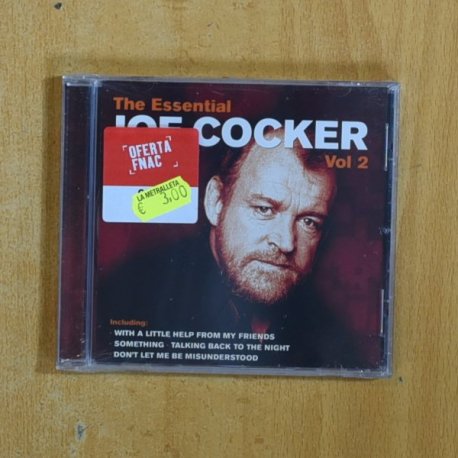 The Essential
JOE COCKER
Vol 2
OFERTA
FNAC
LA METRALLETA
€ 3,00
Including:
WITH A LITTLE HELP FROM MY FRIENDS
SOMETHING TALKING BACK TO THE NIGHT
DON'T LET ME BE MISUNDERSTOOD